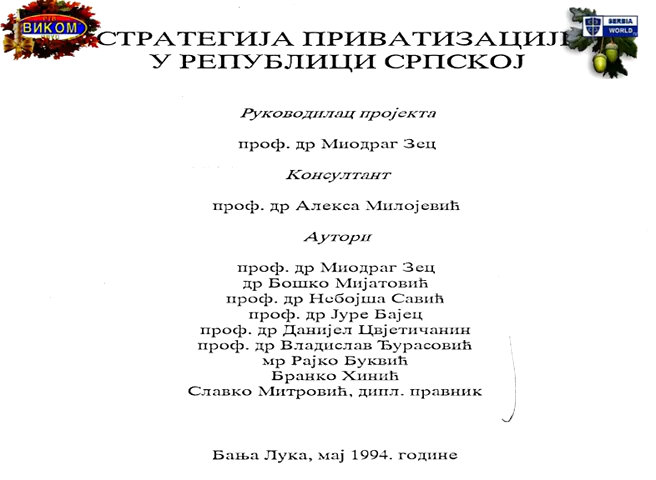 ВИКОМ
SERBIA
WORLD
СТРАТЕГИЈА ПРИВАТИЗАЦИЈЕ
У РЕПУБЛИЦИ СРПСКОЈ
Руководилац пројекта
проф. др Миодраг Зец
Консултант
проф. др Алекса Милојевић
Аутори
проф. др Миодраг Зец
др Бошко Мијатовић
проф. др Небојша Савић
проф. др Јуре Бајец
проф. др Данијел Цвјетичанин
проф. др Владислав Ђурасовић
мр Рајко Буквић
Бранко Хинић
Славко Митровић, дипл. правник
Бања Лука, мај 1994. године